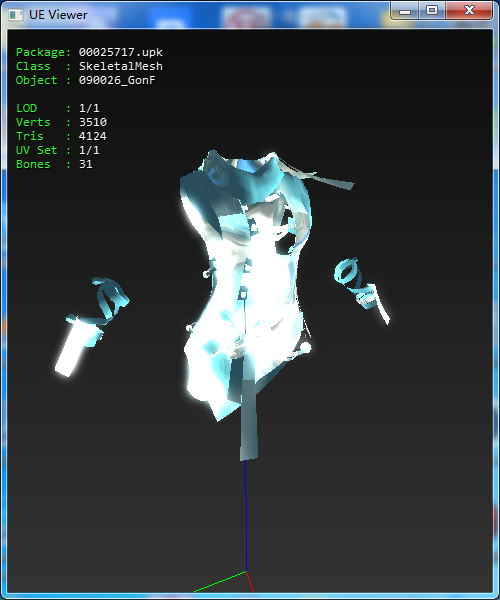 UE Viewer
Package: 00025717.upk
Class : SkeletalMesh
Object : 090026_GonF
LOD : 1/1
Verts : 3510
Tris : 4124
UV Set : 1/1
Bones : 31